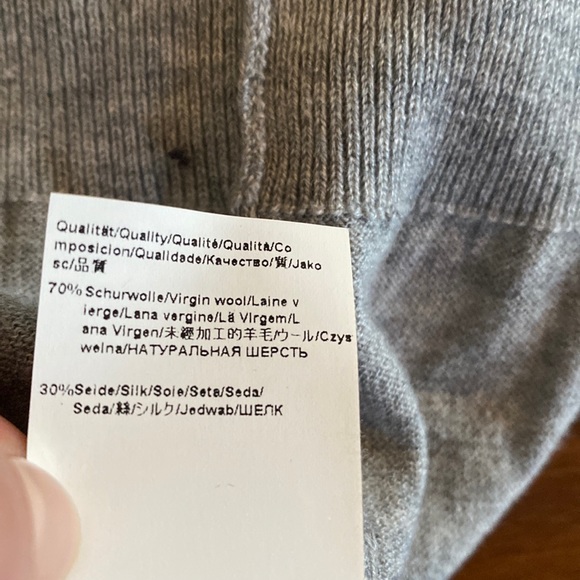 Qualität/Quality/Qualité/Qualità/Co
mposicion/Qualidade/Качество/質/Jako
sc/品質
70% Schurwolle/Virgin wool/Laine v
ierge/Lana vergine/Lã Virgem/L
ana Virgen/未經加工的羊毛/ウール/Czys
welna/НАТУРАЛЬНАЯ ШЕРСТЬ
30%Seide/Silk/Soie/Seta/Seda/
Seda/絲/シルク/Jedwab/ШЕЛК